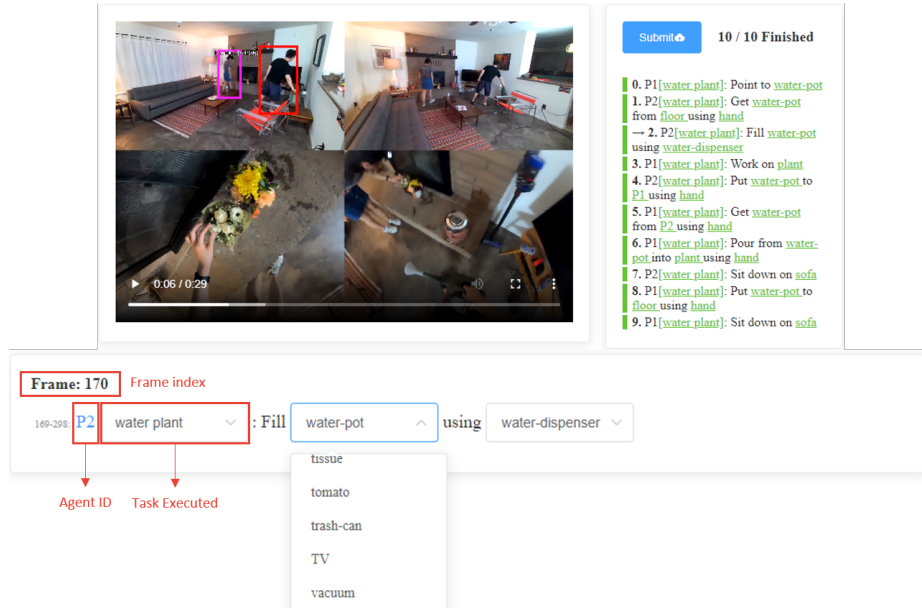 0:06 / 0:29
Submit
10 / 10 Finished
0. P1[water plant]: Point to water-pot
1. P2[water plant]: Get water-pot
from floor using hand
→ 2. P2[water plant]: Fill water-pot
using water-dispenser
3. P1[water plant]: Work on plant
4. P2[water plant]: Put water-pot to
P1 using hand
5. P1[water plant]: Get water-pot
from P2 using hand
6. P1[water plant]: Pour from water-
pot into plant using hand
7. P2[water plant]: Sit down on sofa
8. P1[water plant]: Put water-pot to
floor using hand
9. P1[water plant]: Sit down on sofa
Frame: 170
Frame index
169-298: P2 water plant : Fill water-pot using water-dispenser
tissue
Agent ID Task Executed
tomato
trash-can
TV
vacuum